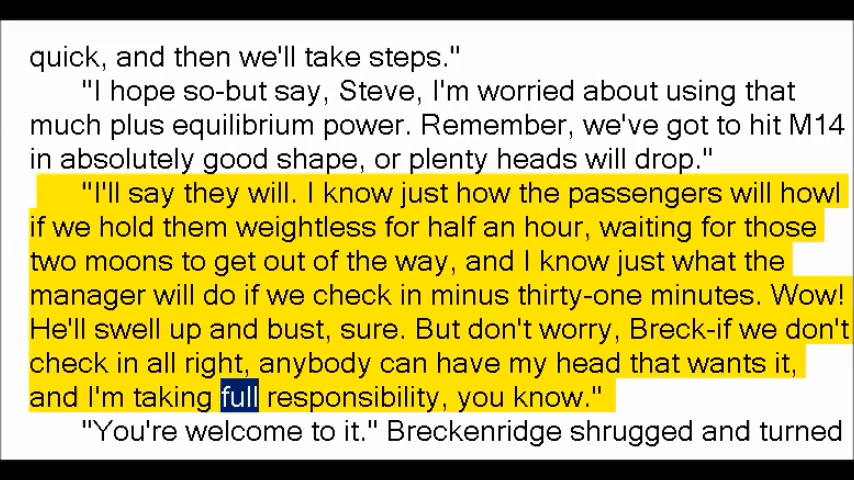 quick, and then we'll take steps."
"I hope so-but say, Steve, I'm worried about using that
much plus equilibrium power. Remember, we've got to hit M14
in absolutely good shape, or plenty heads will drop."
"I'll say they will. I know just how the passengers will howl
if we hold them weightless for half an hour, waiting for those
two moons to get out of the way, and I know just what the
manager will do if we check in minus thirty-one minutes. Wow!
He'll swell up and bust, sure. But don't worry, Breck-if we don't
check in all right, anybody can have my head that wants it,
and I'm taking full responsibility, you know."
"You're welcome to it." Breckenridge shrugged and turned